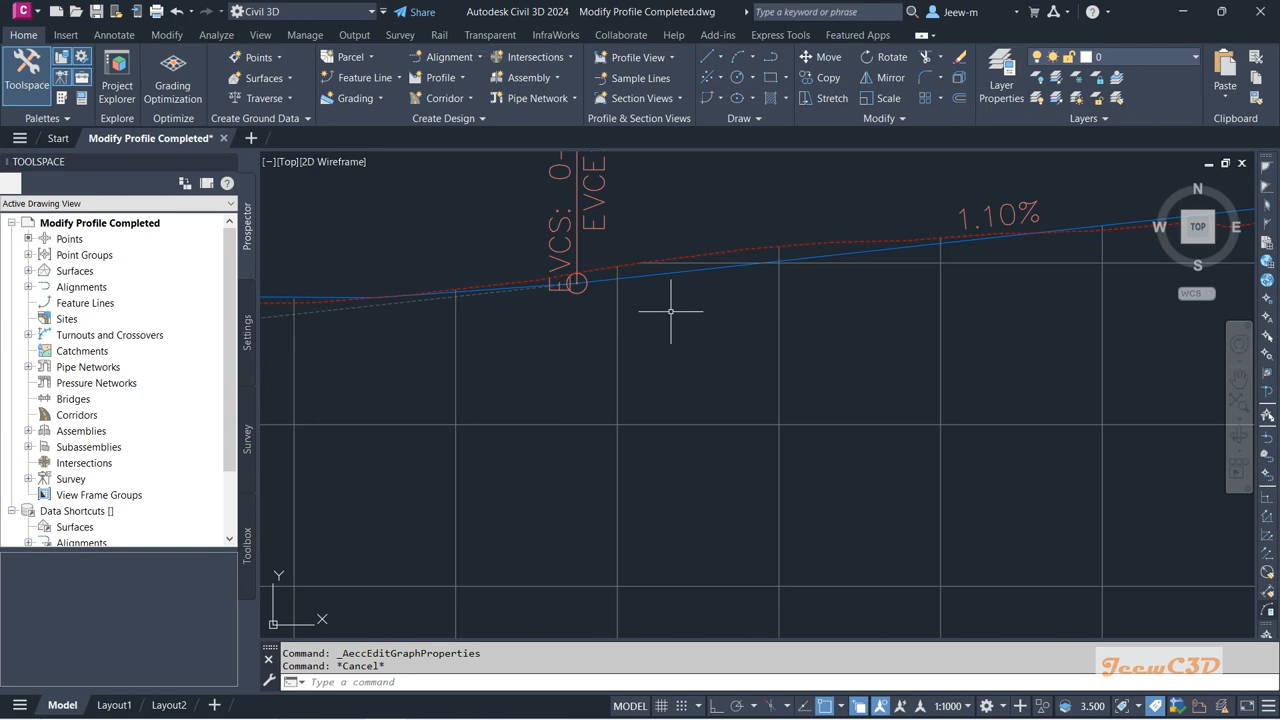 Civil 3D
Share
Autodesk Civil 3D 2024
Modify Profile Completed.dwg
Type a keyword or phrase
Jeew-m
Home
Insert
Annotate
Modify
Analyze
View
Manage
Output
Survey
Rail
Transparent
InfraWorks
Collaborate
Help
Add-ins
Express Tools
Featured Apps
Toolspace
Project
Explorer
Grading
Optimization
Points
Surfaces
Traverse
Parcel
Feature Line
Grading
Alignment
Profile
Corridor
Intersections
Assembly
Pipe Network
Profile View
Sample Lines
Section Views
Move
Copy
Stretch
Rotate
Mirror
Scale
Layer
Properties
0
Paste
Palettes
Explore
Optimize
Create Ground Data
Create Design
Profile & Section Views
Draw
Modify
Layers
Clipboard
Start
Modify Profile Completed*
TOOLSPACE
Active Drawing View
Modify Profile Completed
Points
Point Groups
Surfaces
Alignments
Feature Lines
Sites
Turnouts and Crossovers
Catchments
Pipe Networks
Pressure Networks
Bridges
Corridors
Assemblies
Subassemblies
Intersections
Survey
View Frame Groups
Data Shortcuts []
Surfaces
Alignments
Prospector
Settings
Survey
Toolbox
[−][Top][2D Wireframe]
EVCS: 0-
EVCE
1.10%
N
W
TOP
E
S
WCS
Y
X
Command: _AeccEditGraphProperties
Command: *Cancel*
Type a command
JeewC3D
Model
Layout1
Layout2
MODEL
1:1000
3.500